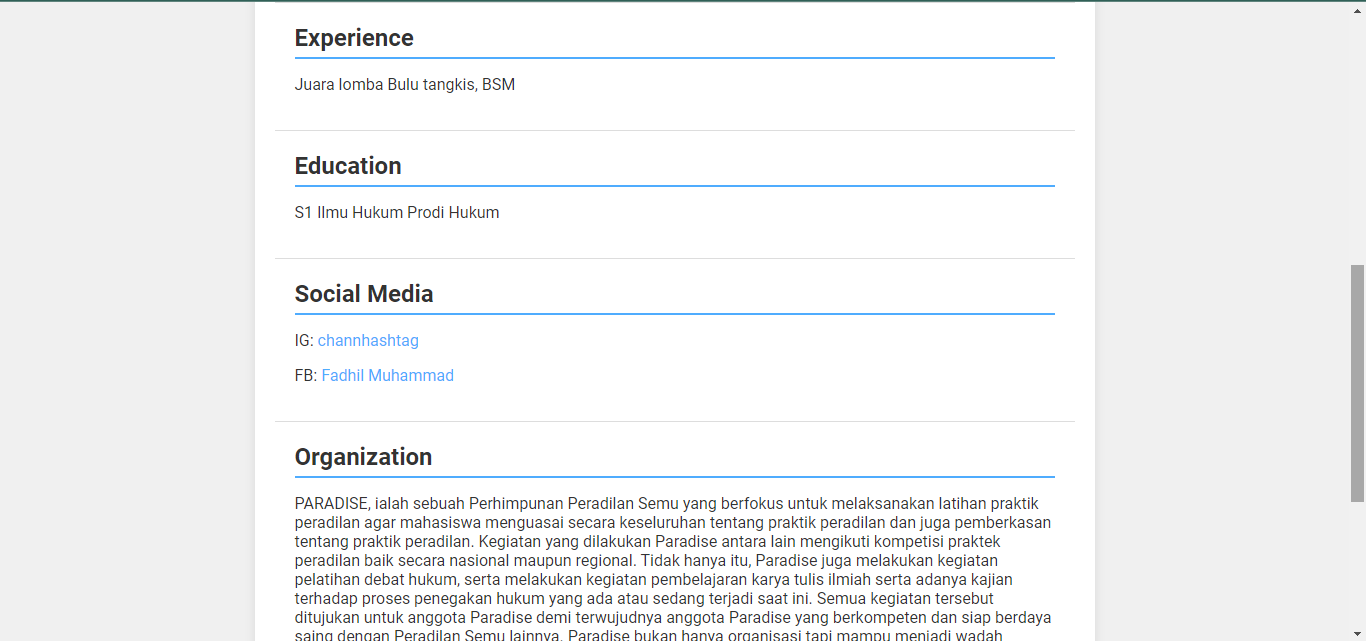 Experience
Juara lomba Bulu tangkis, BSM
Education
S1 Ilmu Hukum Prodi Hukum
Social Media
IG: channhashtag
FB: Fadhil Muhammad
Organization
PARADISE, ialah sebuah Perhimpunan Peradilan Semu yang berfokus untuk melaksanakan latihan praktik
peradilan agar mahasiswa menguasai secara keseluruhan tentang praktik peradilan dan juga pemberkasan
tentang praktik peradilan. Kegiatan yang dilakukan Paradise antara lain mengikuti kompetisi praktek
peradilan baik secara nasional maupun regional. Tidak hanya itu, Paradise juga melakukan kegiatan
pelatihan debat hukum, serta melakukan kegiatan pembelajaran karya tulis ilmiah serta adanya kajian
terhadap proses penegakan hukum yang ada atau sedang terjadi saat ini. Semua kegiatan tersebut
ditujukan untuk anggota Paradise demi terwujudnya anggota Paradise yang berkompeten dan siap berdaya
saing dengan Peradilan Semu lainnya. Paradise bukan hanya organisasi tapi mampu menjadi wadah